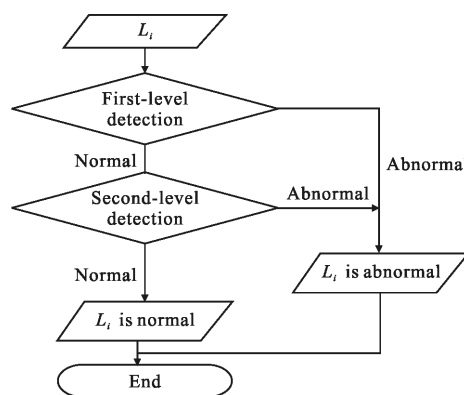 L_i
First-level
detection
Normal
Abnorma
Second-level
detection
Abnormal
Normal
L_i is abnormal
L_i is normal
End